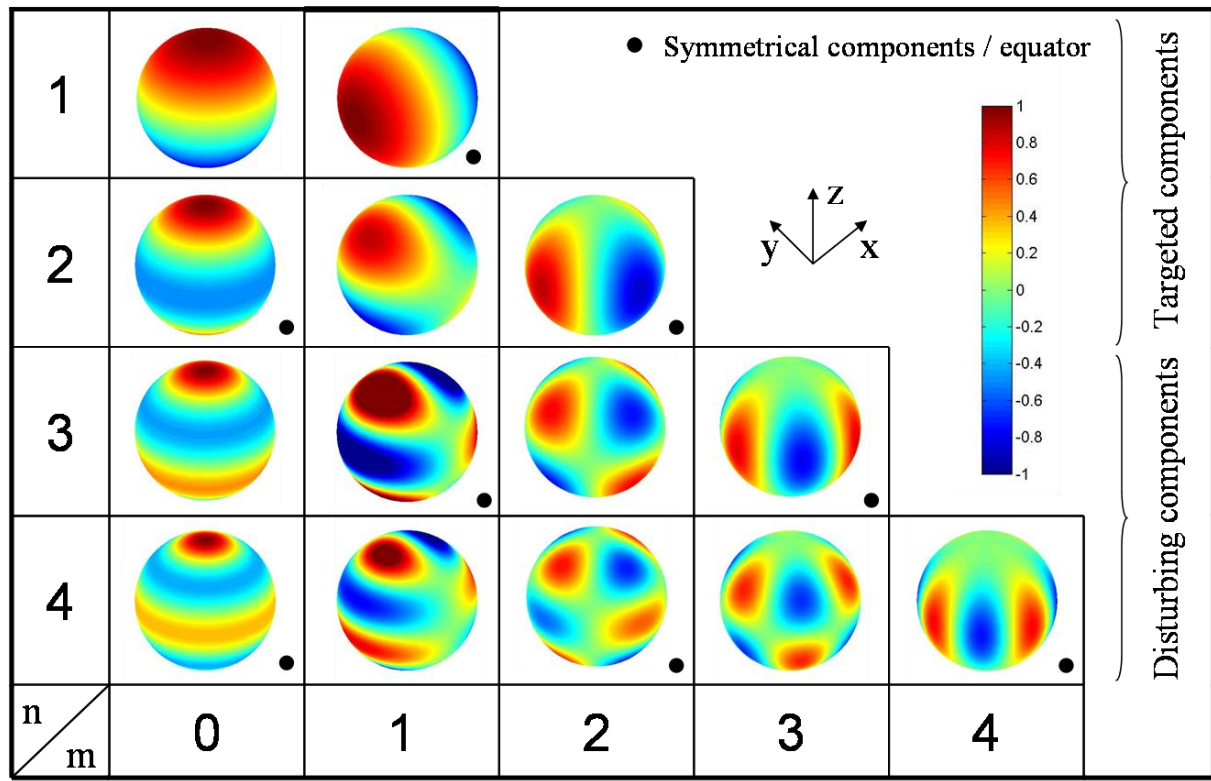 1
● Symmetrical components / equator
Targeted components
1
0.8
0.6
0.4
0.2
0
-0.2
-0.4
-0.6
-0.8
-1
z
y
x
2
3
Disturbing components
4
n
m
0
1
2
3
4